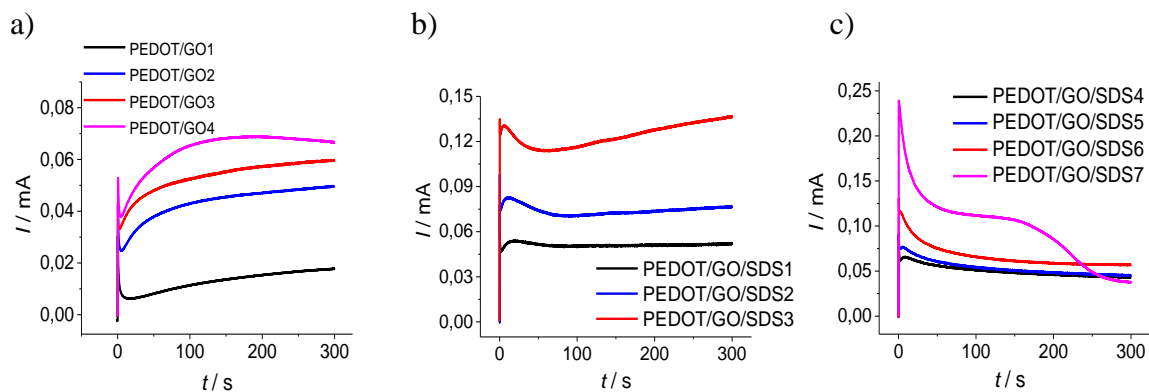 a)
PEDOT/GO1
PEDOT/GO2
PEDOT/GO3
PEDOT/GO4
0,08
0,06
0,04
0,02
0,00
I / mA
0 100 200 300
t / s
b)
0,15
0,12
0,09
0,06
0,03
0,00
I / mA
PEDOT/GO/SDS1
PEDOT/GO/SDS2
PEDOT/GO/SDS3
0 100 200 300
t / s
c)
0,25
0,20
0,15
0,10
0,05
0,00
I / mA
PEDOT/GO/SDS4
PEDOT/GO/SDS5
PEDOT/GO/SDS6
PEDOT/GO/SDS7
0 100 200 300
t / s